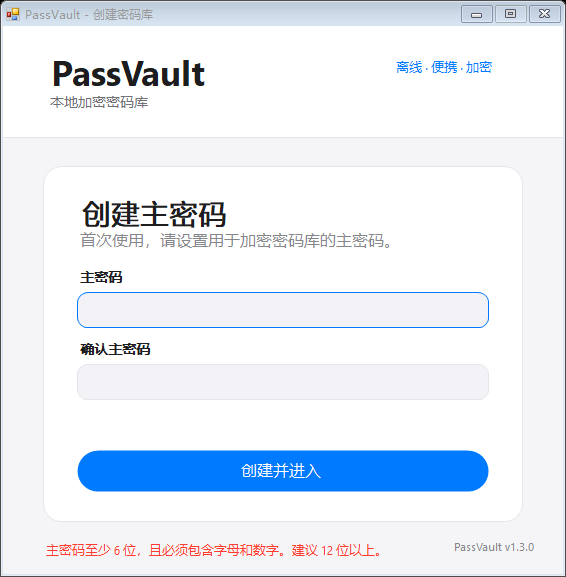 PassVault - 创建密码库
PassVault
离线 · 便携 · 加密
本地加密密码库
创建主密码
首次使用，请设置用于加密密码库的主密码。
主密码
确认主密码
创建并进入
主密码至少 6 位，且必须包含字母和数字。建议 12 位以上。
PassVault v1.3.0